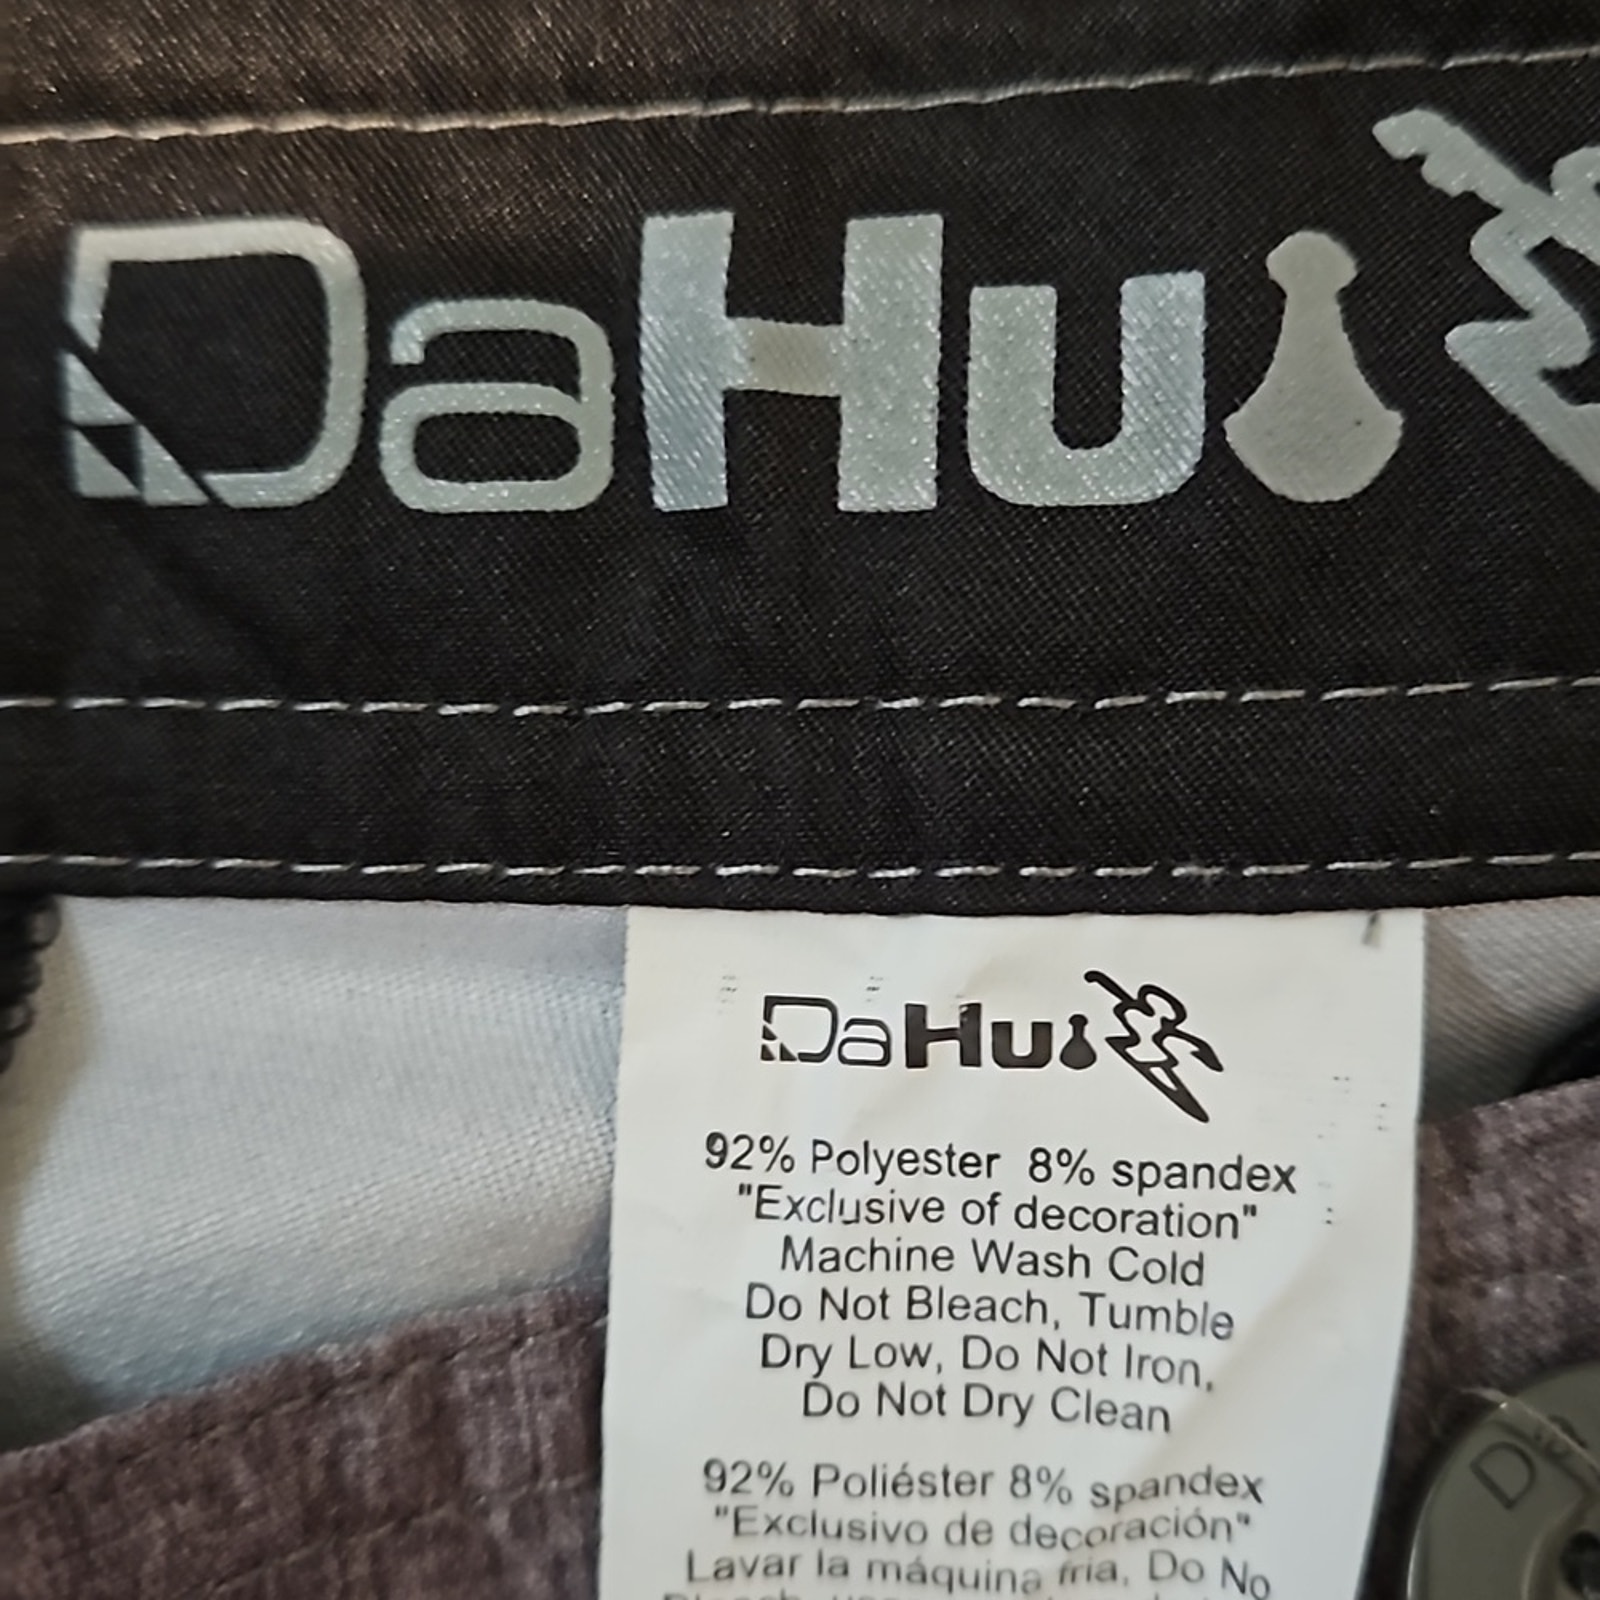 DaHui
DaHui
92% Polyester 8% spandex
"Exclusive of decoration"
Machine Wash Cold
Do Not Bleach, Tumble
Dry Low, Do Not Iron,
Do Not Dry Clean
92% Poliéster 8% spandex
"Exclusivo de decoración"
Lavar la máquina fria, Do No